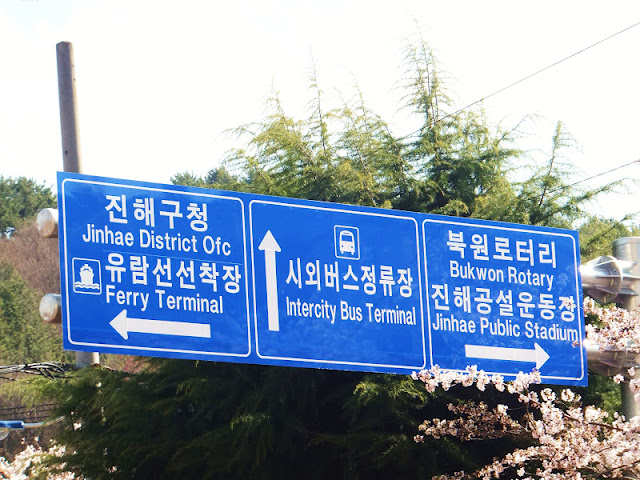 진해구청
Jinhae District Ofc
유람선선착장
Ferry Terminal
시외버스정류장
Intercity Bus Terminal
북원로터리
Bukwon Rotary
진해공설운동장
Jinhae Public Stadium